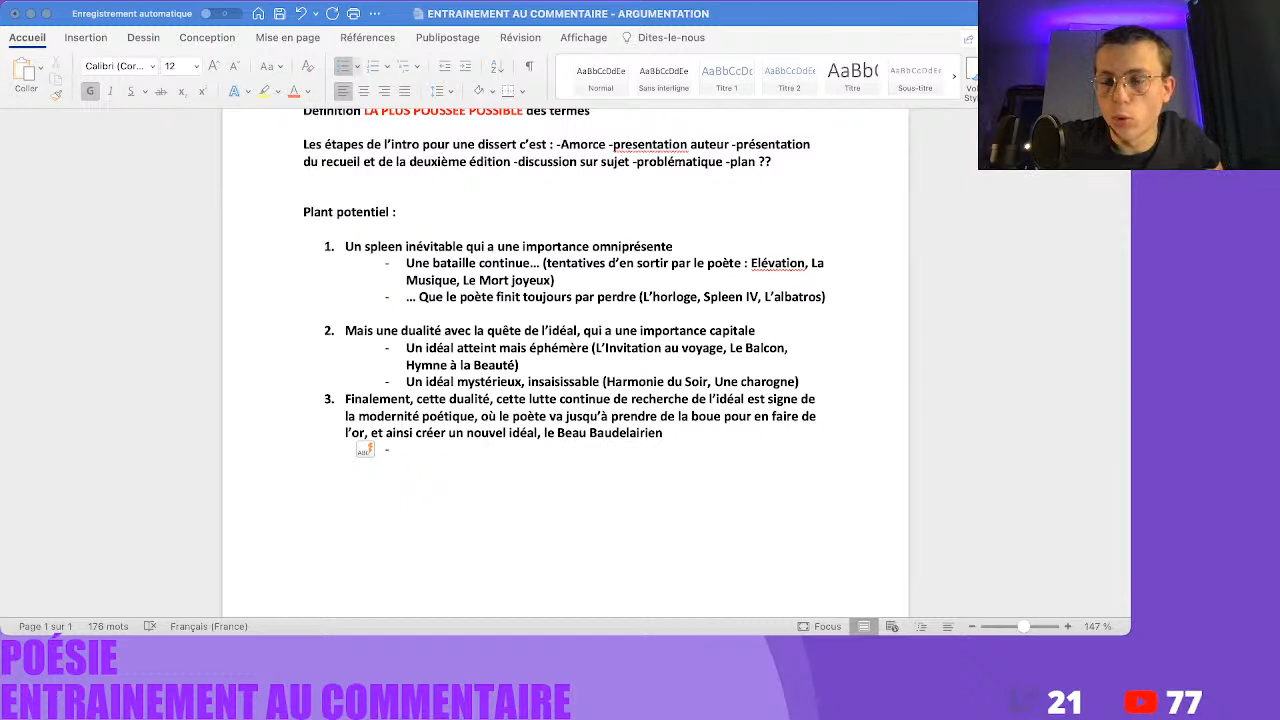 Enregistrement automatique
ENTRAINEMENT AU COMMENTAIRE - ARGUMENTATION
Accueil Insertion Dessin Conception Mise en page Références Publipostage Révision Affichage Dites-le-nous
Coller Calibri (Cor... 12
AaBbCcDdEe AaBbCcDdEe AaBbCcDc AaBbCcDdEe AaBb( AaBbCcDdEe
Normal Sans interligne Titre 1 Titre 2 Titre Sous-titre
Définition LA PLUS POUSSEE POSSIBLE des termes
Les étapes de l'intro pour une dissert c'est : -Amorce -presentation auteur -présentation
du recueil et de la deuxième édition -discussion sur sujet -problématique -plan ??
Plant potentiel :
1. Un spleen inévitable qui a une importance omniprésente
- Une bataille continue... (tentatives d'en sortir par le poète : Elévation, La
Musique, Le Mort joyeux)
- ... Que le poète finit toujours par perdre (L'horloge, Spleen IV, L'albatros)
2. Mais une dualité avec la quête de l'idéal, qui a une importance capitale
- Un idéal atteint mais éphémère (L'Invitation au voyage, Le Balcon,
Hymne à la Beauté)
- Un idéal mystérieux, insaisissable (Harmonie du Soir, Une charogne)
3. Finalement, cette dualité, cette lutte continue de recherche de l'idéal est signe de
la modernité poétique, où le poète va jusqu'à prendre de la boue pour en faire de
l'or, et ainsi créer un nouvel idéal, le Beau Baudelairien
-
Page 1 sur 1 176 mots Français (France) Focus 147 %
POÉSIE
ENTRAINEMENT AU COMMENTAIRE
21 77